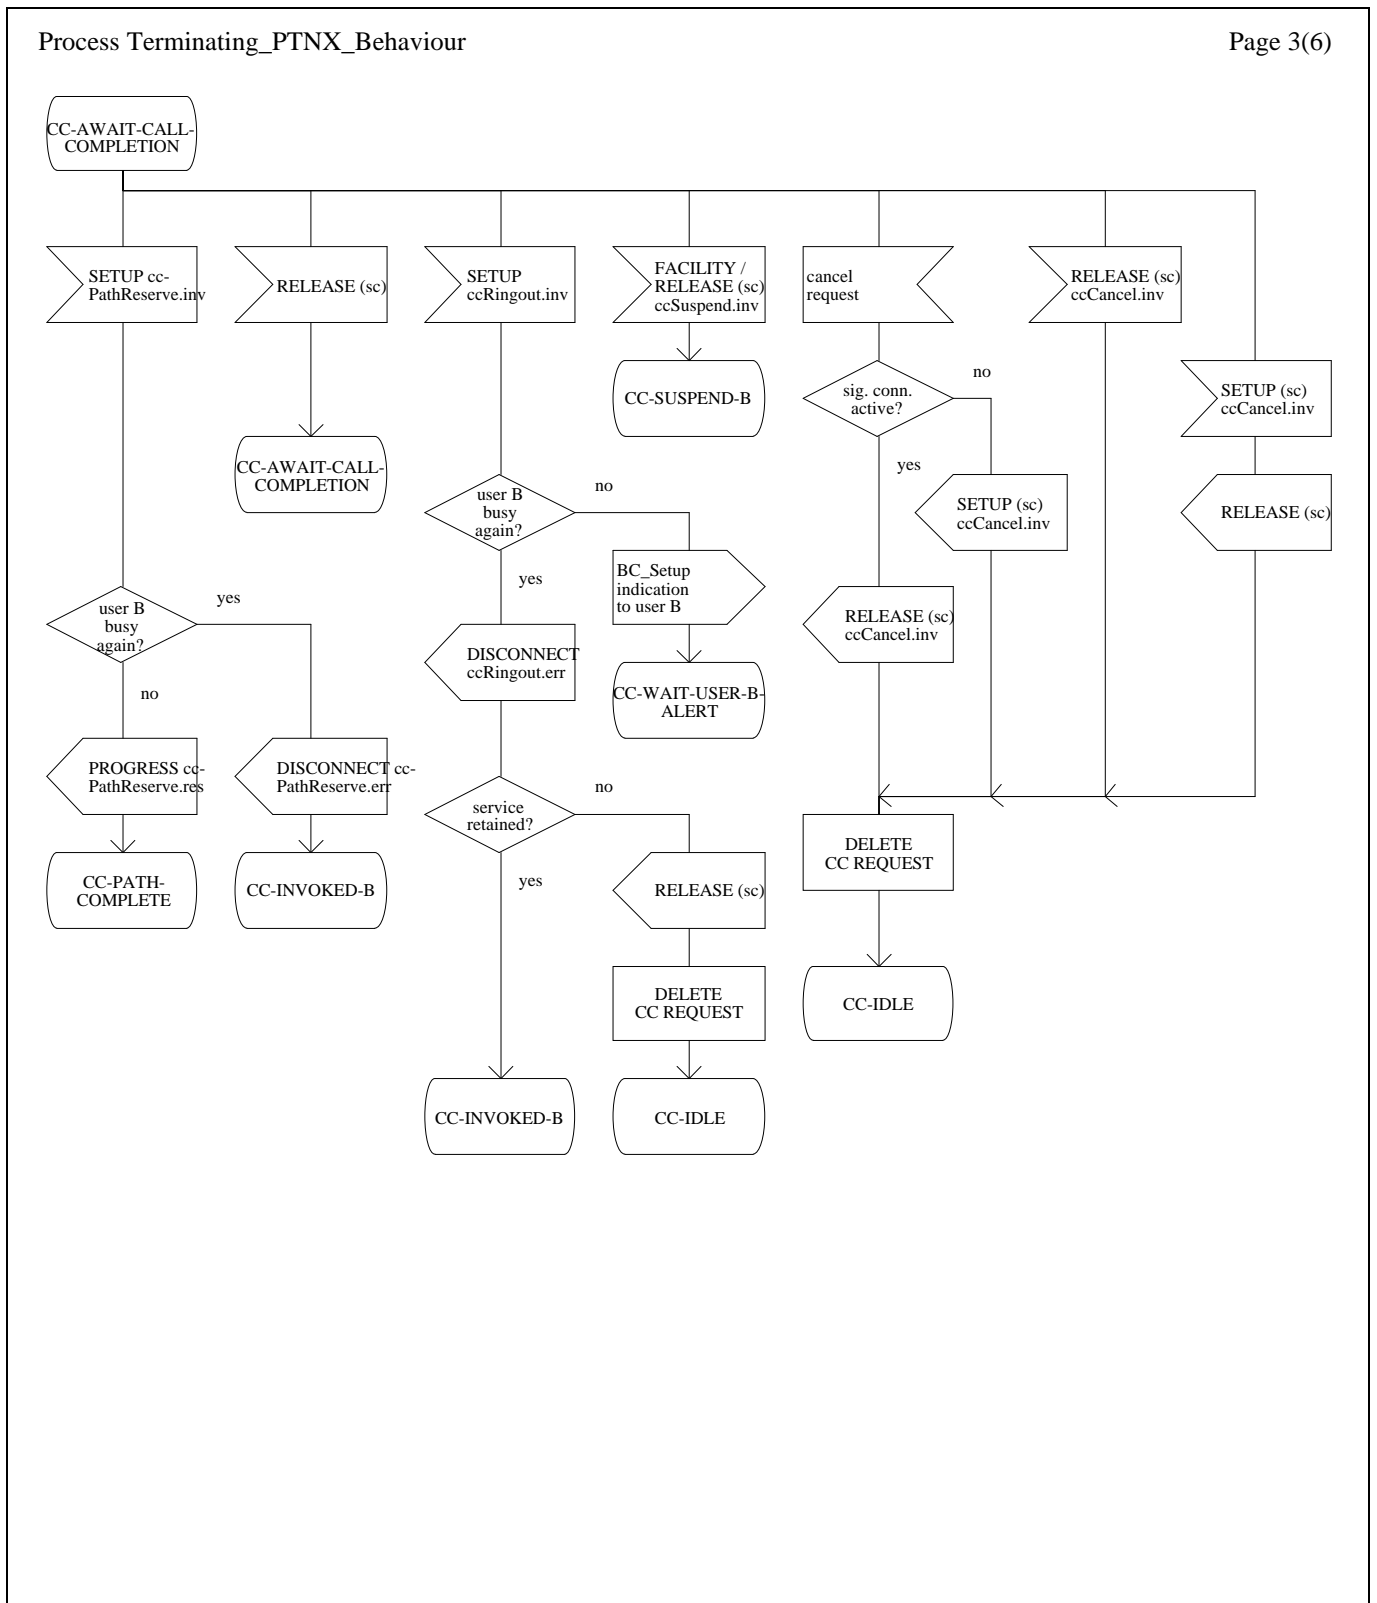 Process Terminating_PTNX_Behaviour
Page 3(6)
CC-AWAIT-CALL-
COMPLETION
SETUP cc-
PathReserve.inv
RELEASE (sc)
SETUP
ccRingout.inv
FACILITY /
RELEASE (sc)
ccSuspend.inv
cancel
request
RELEASE (sc)
ccCancel.inv
CC-SUSPEND-B
sig. conn.
active?
no
yes
SETUP (sc)
ccCancel.inv
CC-AWAIT-CALL-
COMPLETION
user B
busy
again?
no
yes
SETUP (sc)
ccCancel.inv
RELEASE (sc)
BC_Setup
indication
to user B
user B
busy
again?
yes
no
DISCONNECT
ccRingout.err
RELEASE (sc)
ccCancel.inv
CC-WAIT-USER-B-
ALERT
PROGRESS cc-
PathReserve.res
DISCONNECT cc-
PathReserve.err
service
retained?
no
yes
DELETE
CC REQUEST
CC-PATH-
COMPLETE
CC-INVOKED-B
RELEASE (sc)
DELETE
CC REQUEST
CC-IDLE
CC-INVOKED-B
CC-IDLE